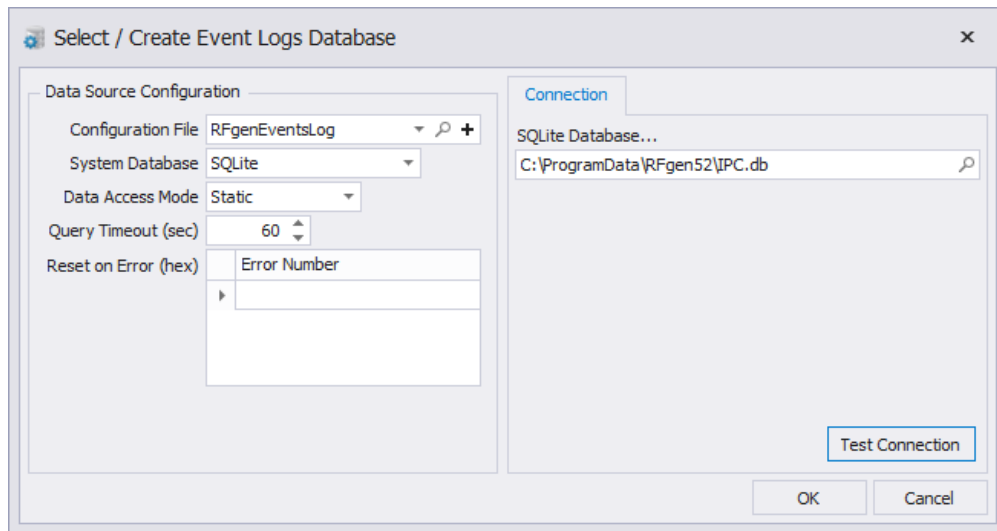 Select / Create Event Logs Database
Data Source Configuration
Configuration File RFgenEventsLog
System Database SQLite
Data Access Mode Static
Query Timeout (sec) 60
Reset on Error (hex) Error Number
Connection
SQLite Database...
C:\ProgramData\RFgen52\IPC.db
Test Connection
OK Cancel